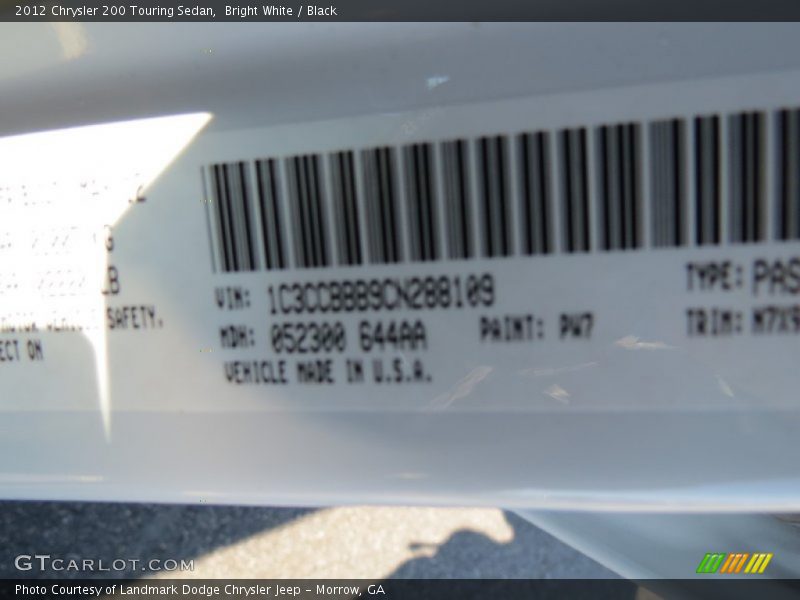 2012 Chrysler 200 Touring Sedan,  Bright White / Black
SAFETY.
VIN: 1C3CCBBB9CN288109
MDH: 052300 644AA
PAINT: PW7
VEHICLE MADE IN U.S.A.
TYPE: PAS
TRIM: M7X9
GTCARLOT.COM
Photo Courtesy of Landmark Dodge Chrysler Jeep – Morrow, GA